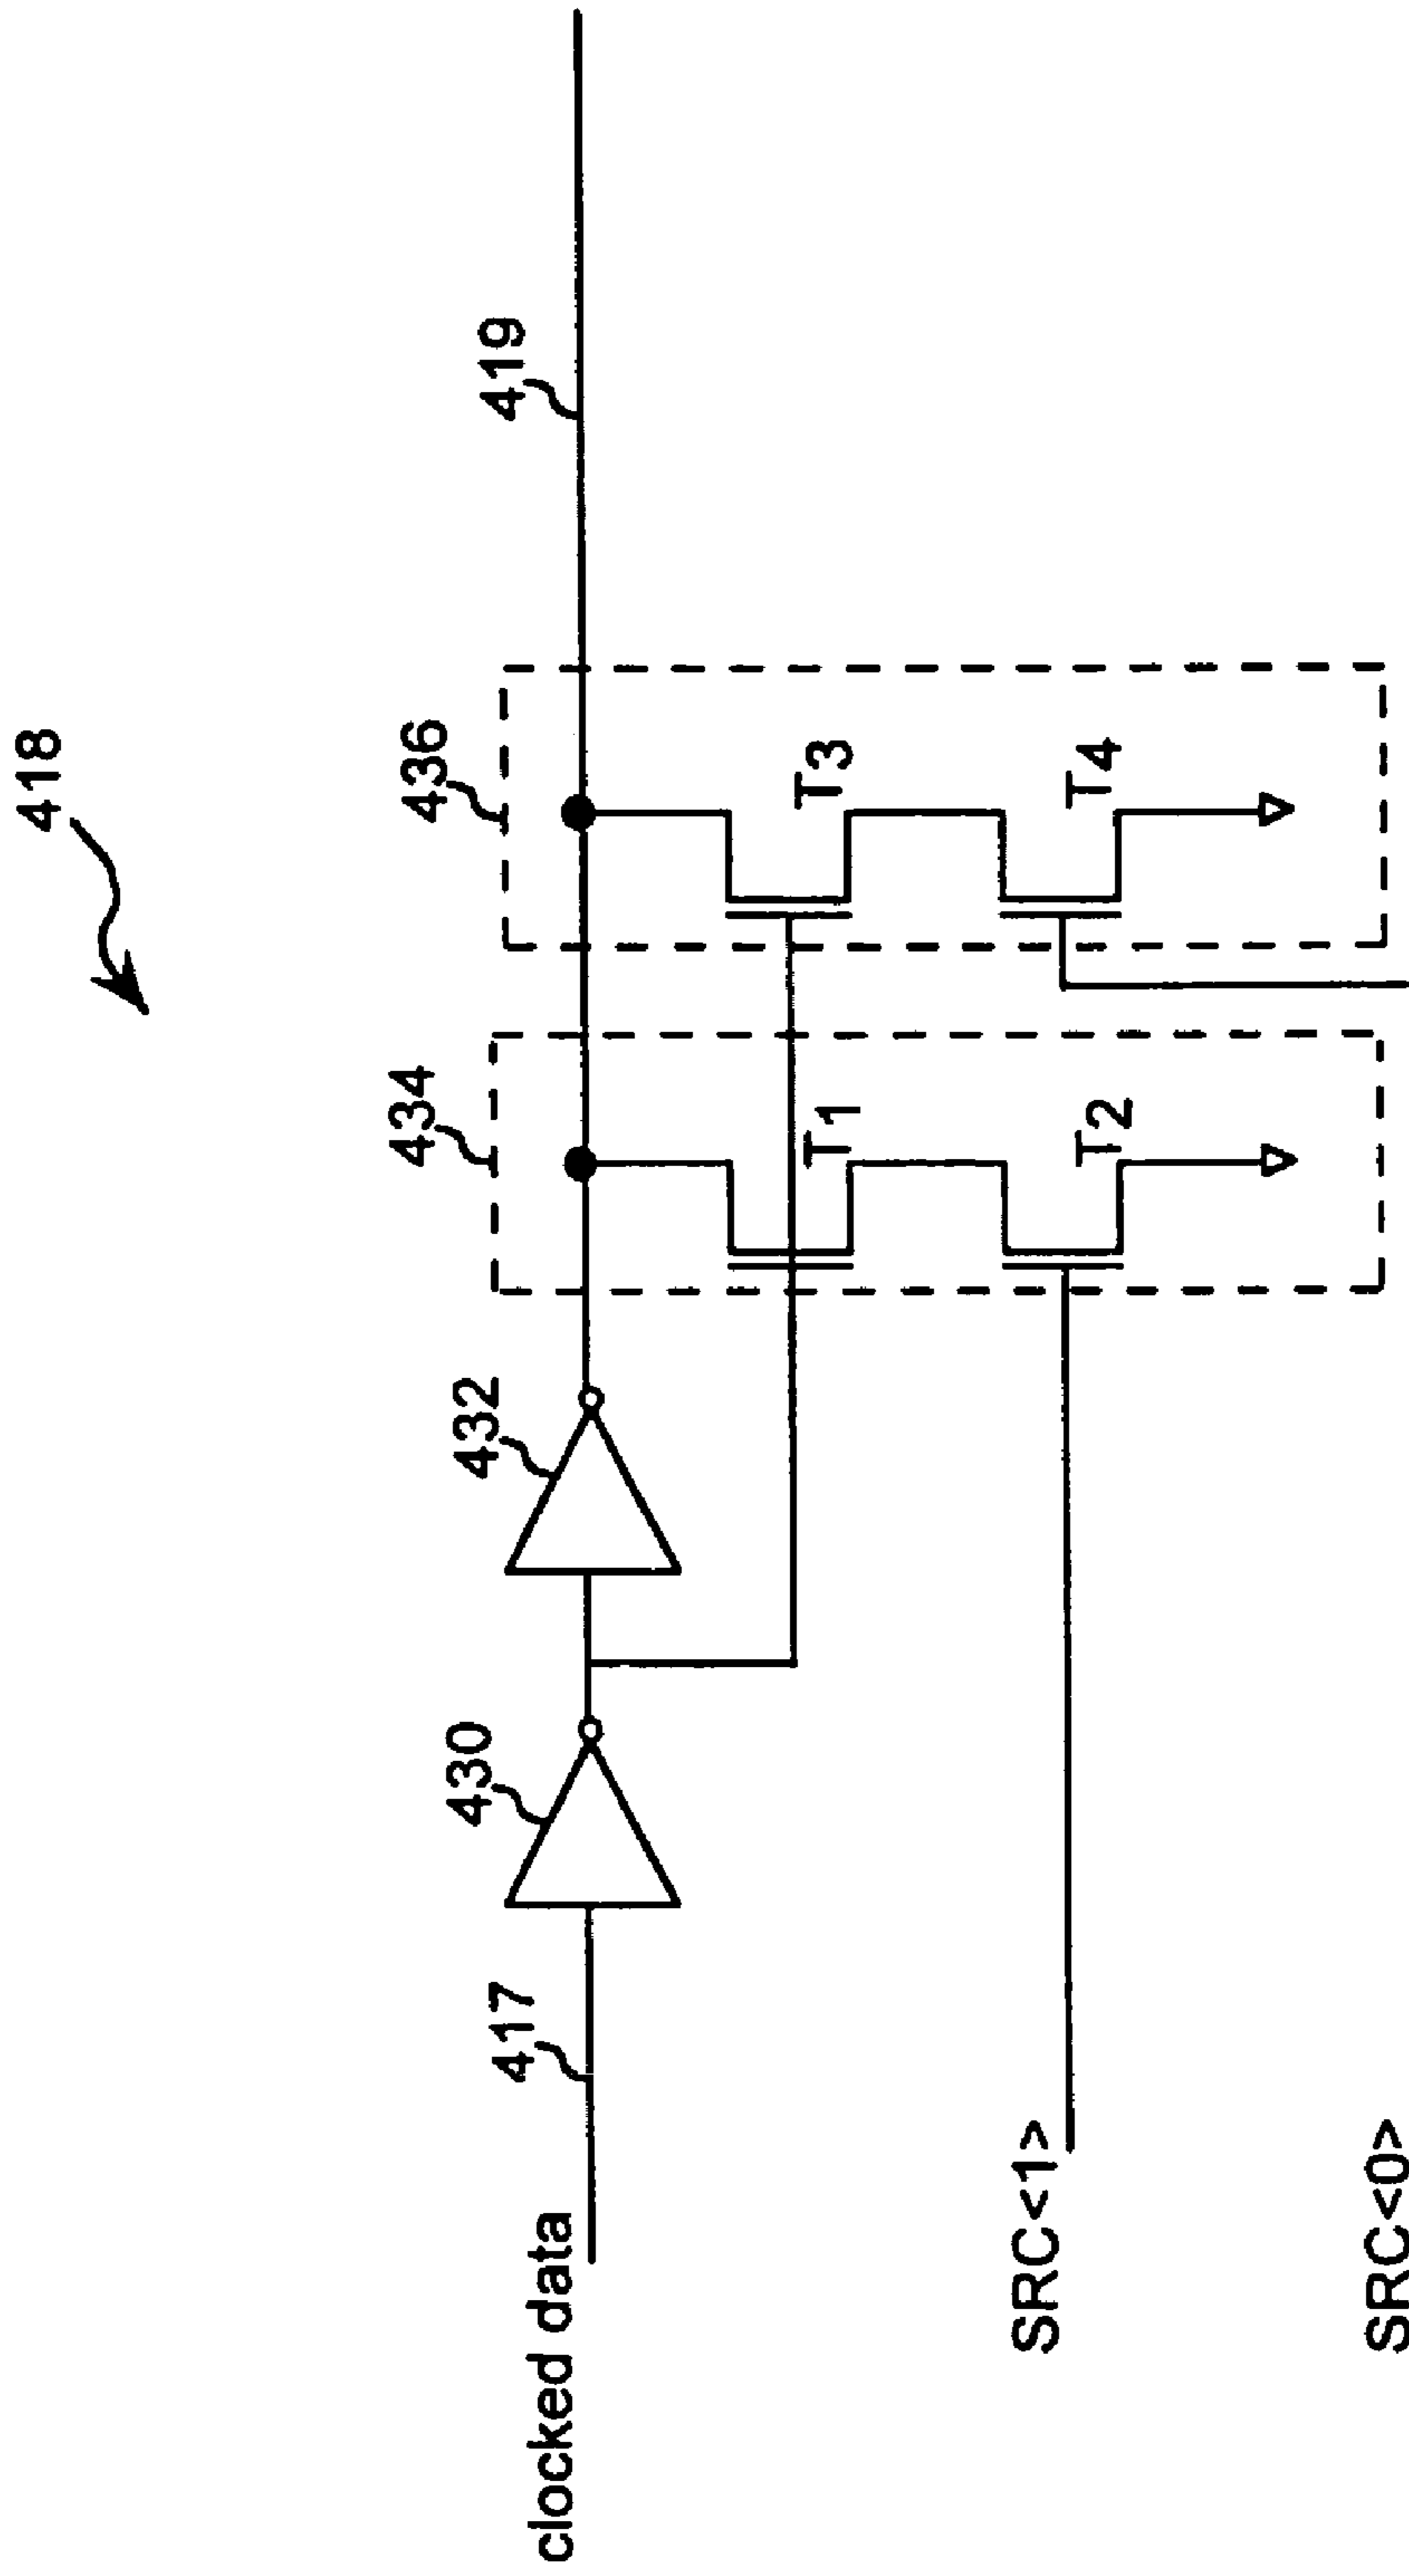 418
436
419
434
432
430
417
clocked data
T1
T3
T2
T4
SRC<1>
SRC<0>